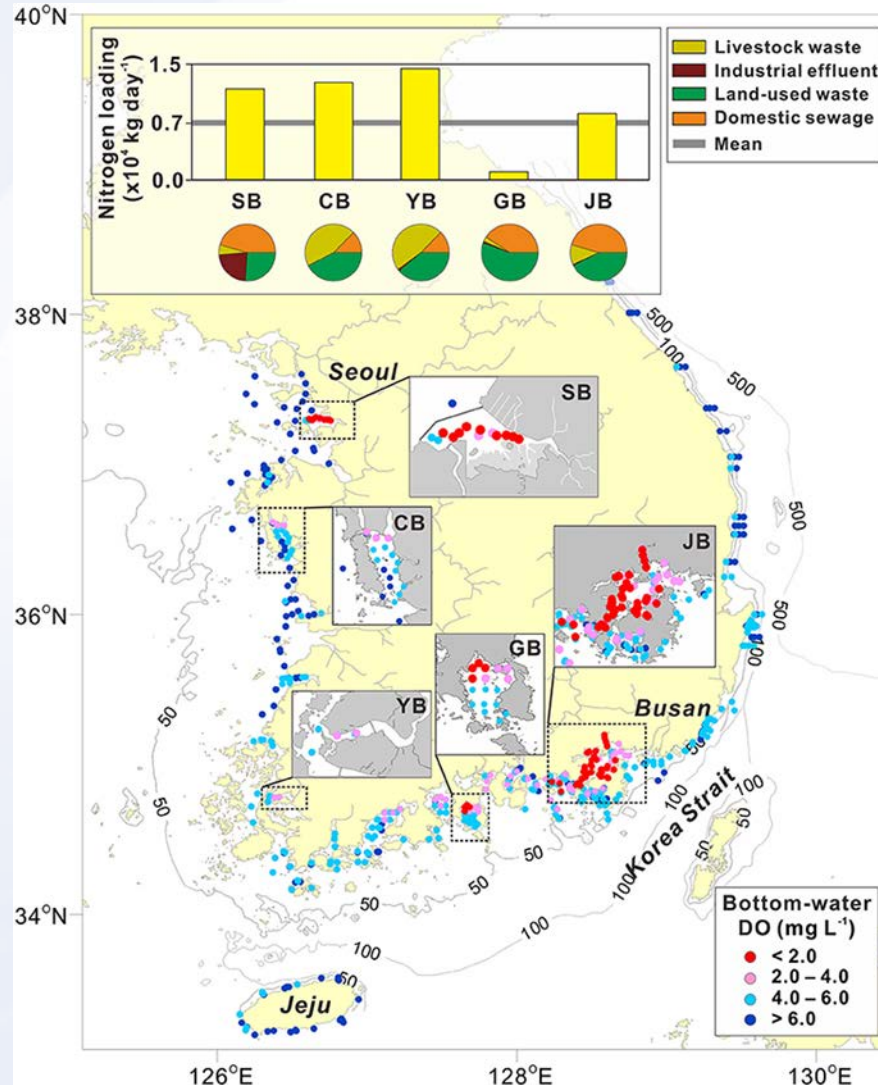 40°N
38°N
36°N
34°N
126°E
128°E
130°E
Nitrogen loading
(x10⁴ kg day⁻¹)
1.5
0.7
0.0
SB
CB
YB
GB
JB
Livestock waste
Industrial effluent
Land-used waste
Domestic sewage
Mean
500
100
500
Seoul
SB
500
CB
JB
500
100
GB
50
YB
Busan
50
50
100
Korea Strait
100
50
50
50
50
100
50
100
100
50
Jeju
Bottom-water
DO (mg L⁻¹)
< 2.0
2.0 – 4.0
4.0 – 6.0
> 6.0